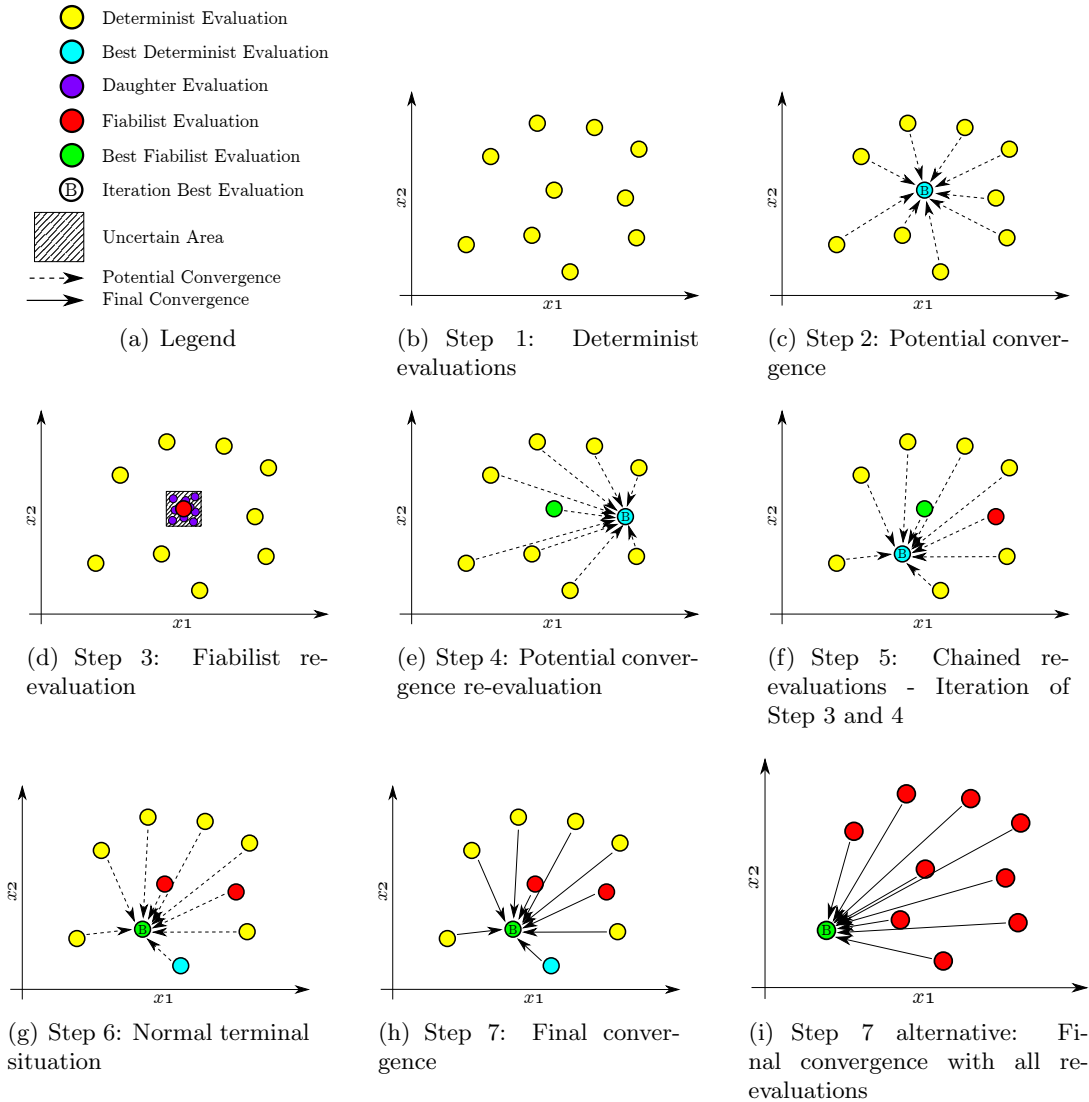 Determinist Evaluation
Best Determinist Evaluation
Daughter Evaluation
Fiabilist Evaluation
Best Fiabilist Evaluation
B Iteration Best Evaluation
Uncertain Area
Potential Convergence
Final Convergence
(a) Legend
x2
x1
(b) Step 1: Determinist
evaluations
x2
B
x1
(c) Step 2: Potential conver-
gence
x2
x1
(d) Step 3: Fiabilist re-
evaluation
x2
B
x1
(e) Step 4: Potential conver-
gence re-evaluation
x2
B
x1
(f) Step 5: Chained re-
evaluations - Iteration of
Step 3 and 4
x2
B
x1
(g) Step 6: Normal terminal
situation
x2
B
x1
(h) Step 7: Final conver-
gence
x2
B
x1
(i) Step 7 alternative: Fi-
nal convergence with all re-
evaluations